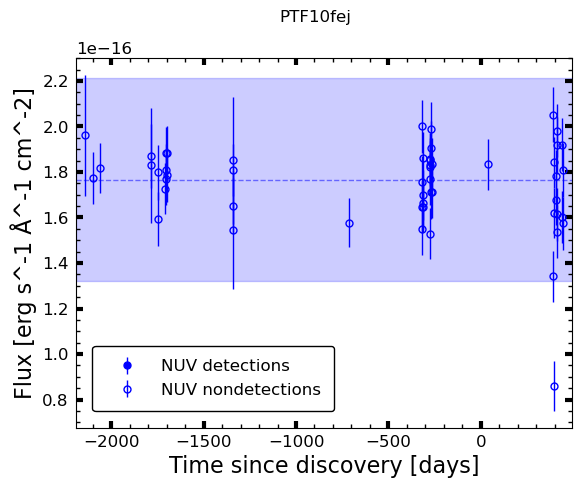 PTF10fej
1e−16
2.2
2.0
1.8
1.6
1.4
1.2
1.0
0.8
Flux [erg s^-1 Å^-1 cm^-2]
NUV detections
NUV nondetections
−2000 −1500 −1000 −500 0
Time since discovery [days]